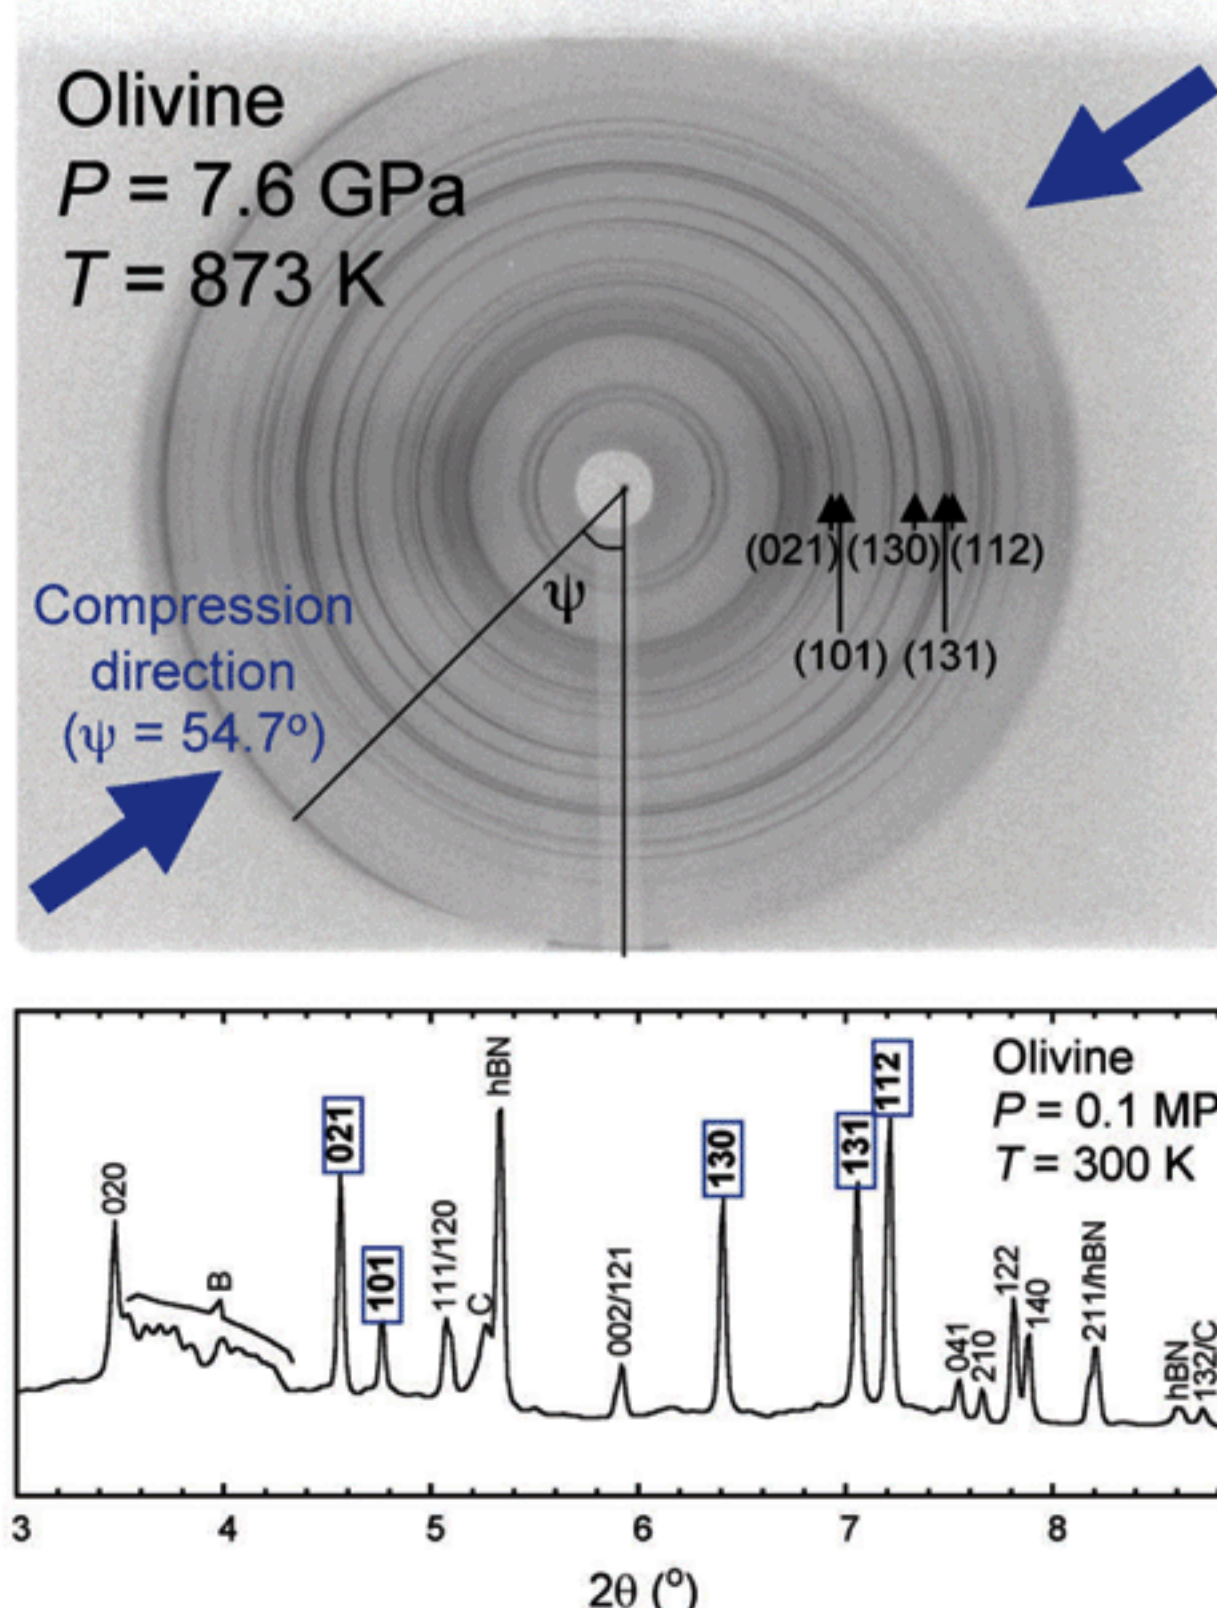 Olivine
P = 7.6 GPa
T = 873 K
(021) (130) (112)
ψ
(101) (131)
Compression
direction
(ψ = 54.7°)
Olivine
P = 0.1 MP
T = 300 K
020
B
021
101
111/120
C
hBN
002/121
130
131
112
041
210
122
140
211/hBN
hBN
132/C
3 4 5 6 7 8
2θ (°)